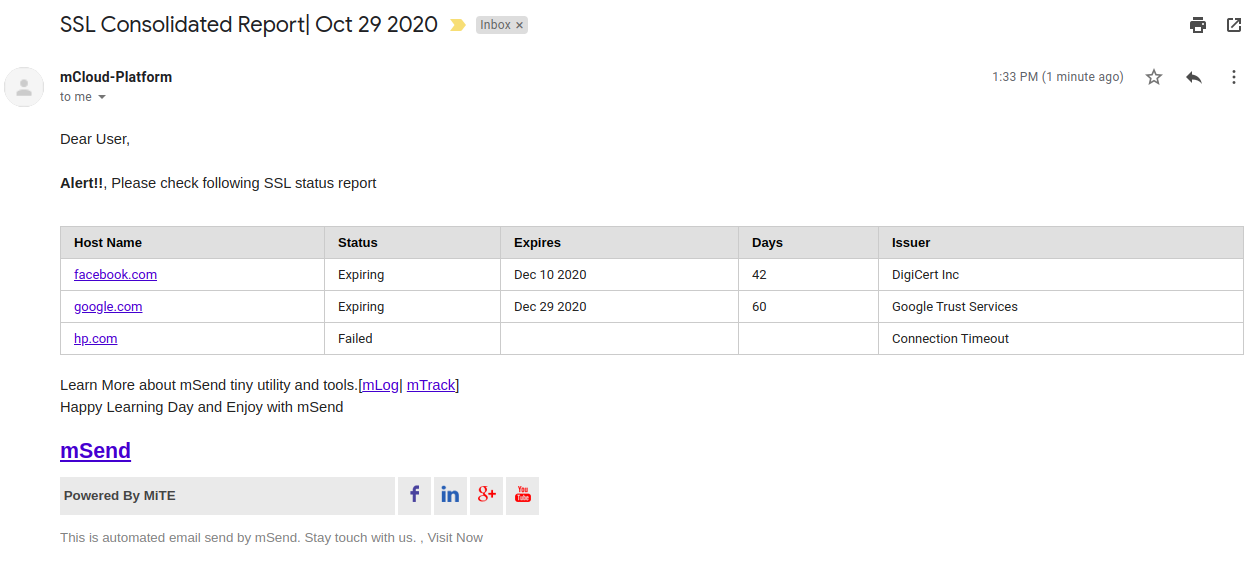 SSL Consolidated Report| Oct 29 2020 Inbox ×
mCloud-Platform 1:33 PM (1 minute ago)
to me
Dear User,
Alert!!, Please check following SSL status report
Host Name Status Expires Days Issuer
facebook.com Expiring Dec 10 2020 42 DigiCert Inc
google.com Expiring Dec 29 2020 60 Google Trust Services
hp.com Failed Connection Timeout
Learn More about mSend tiny utility and tools.[mLog| mTrack]
Happy Learning Day and Enjoy with mSend
mSend
Powered By MiTE f in g+ You Tube
This is automated email send by mSend. Stay touch with us. , Visit Now